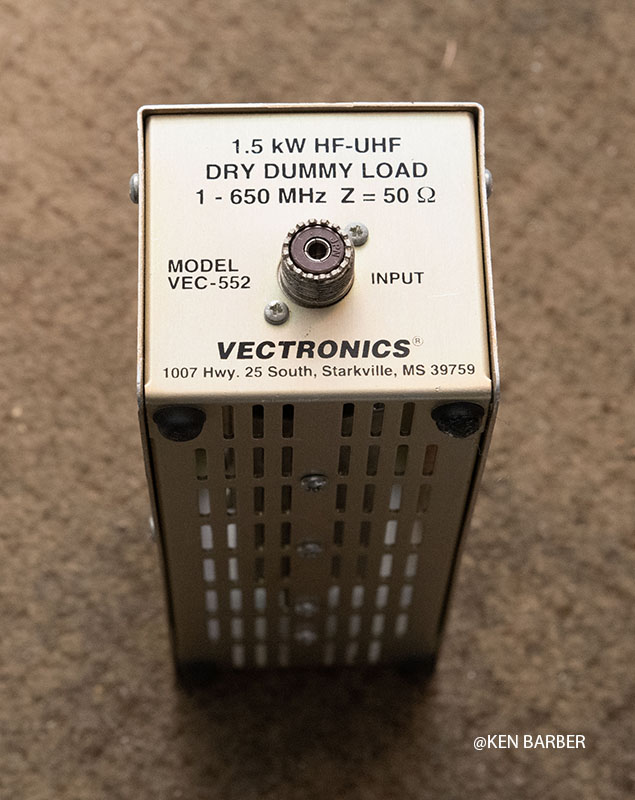 1.5 kW HF-UHF
DRY DUMMY LOAD
1 - 650 MHz Z = 50 Ω
MODEL
VEC-552
INPUT
VECTRONICS®
1007 Hwy. 25 South, Starkville, MS 39759
@KEN BARBER